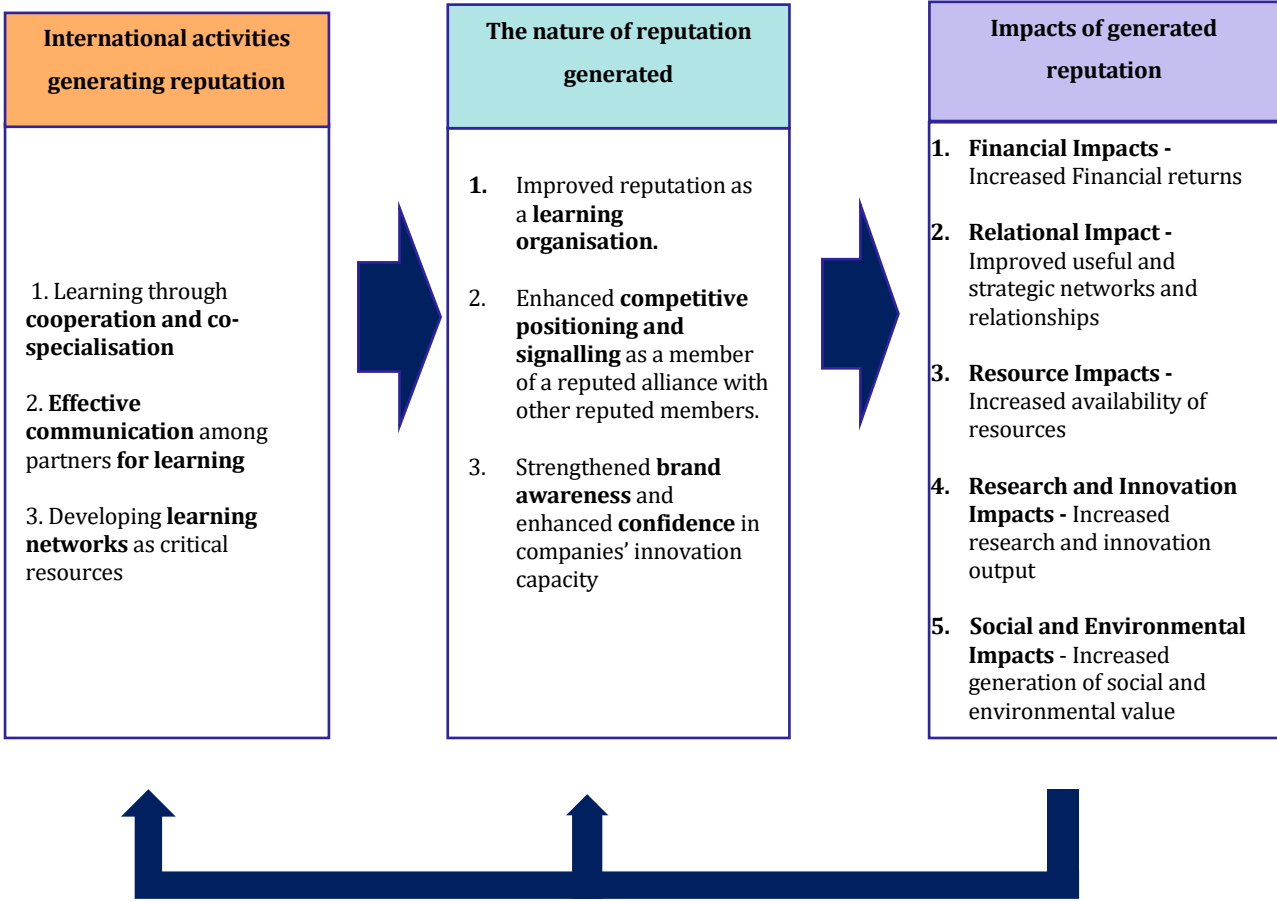 International activities
generating reputation
1. Learning through
cooperation and co-
specialisation
2. Effective
communication among
partners for learning
3. Developing learning
networks as critical
resources
The nature of reputation
generated
1. Improved reputation as
a learning
organisation.
2. Enhanced competitive
positioning and
signalling as a member
of a reputed alliance with
other reputed members.
3. Strengthened brand
awareness and
enhanced confidence in
companies’ innovation
capacity
Impacts of generated
reputation
1. Financial Impacts -
Increased Financial returns
2. Relational Impact -
Improved useful and
strategic networks and
relationships
3. Resource Impacts -
Increased availability of
resources
4. Research and Innovation
Impacts - Increased
research and innovation
output
5. Social and Environmental
Impacts - Increased
generation of social and
environmental value